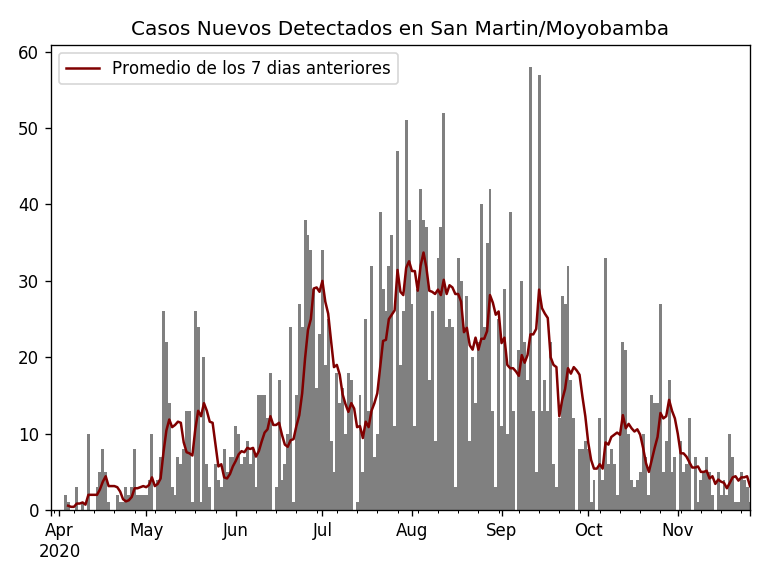 Casos Nuevos Detectados en San Martin/Moyobamba
Promedio de los 7 dias anteriores
60
50
40
30
20
10
0
Apr May Jun Jul Aug Sep Oct Nov
2020